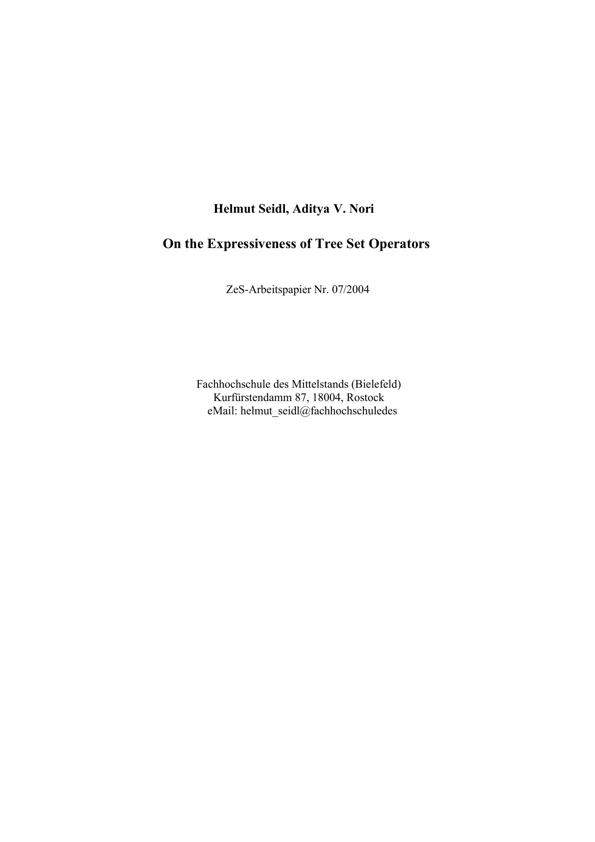 Helmut Seidl, Aditya V. Nori
On the Expressiveness of Tree Set Operators
ZeS-Arbeitspapier Nr. 07/2004
Fachhochschule des Mittelstands (Bielefeld)
Kurfürstendamm 87, 18004, Rostock
eMail: helmut_seidl@fachhochschuledes